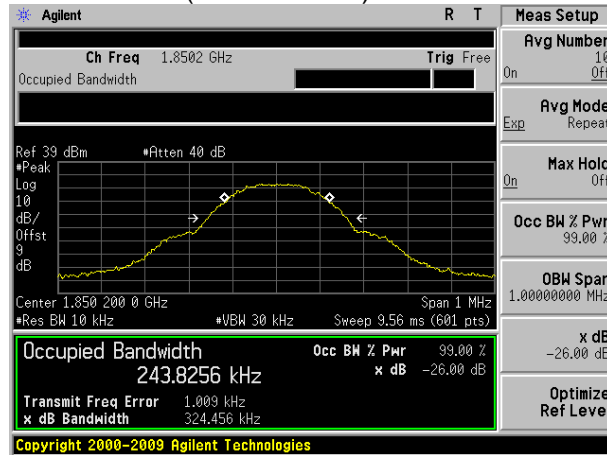 Agilent R T Meas Setup
Ch Freq 1.8502 GHz Trig Free
Occupied Bandwidth
Ref 39 dBm #Atten 40 dB
#Peak
Log
10
dB/
Offst
9
dB
Center 1.850 200 0 GHz Span 1 MHz
#Res BW 10 kHz #VBW 30 kHz Sweep 9.56 ms (601 pts)
Occupied Bandwidth Occ BW % Pwr 99.00 %
243.8256 kHz x dB -26.00 dB
Transmit Freq Error 1.009 kHz
x dB Bandwidth 324.456 kHz
Copyright 2000-2009 Agilent Technologies
Avg Number
10
On Off
Avg Mode
Exp Repeat
Max Hold
On Off
Occ BW % Pwr
99.00 %
OBW Span
1.00000000 MHz
x dB
-26.00 dB
Optimize
Ref Level